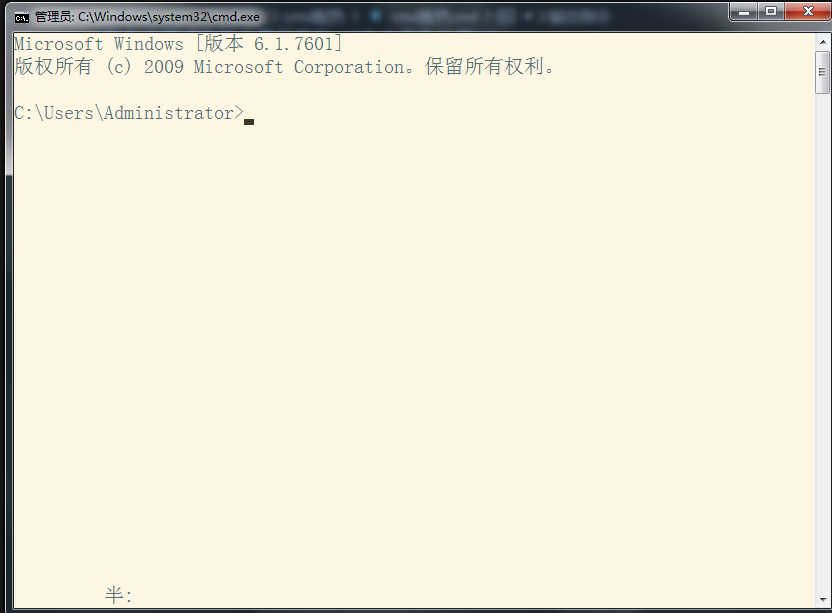 管理员: C:\Windows\system32\cmd.exe
Microsoft Windows [版本 6.1.7601]
版权所有 (c) 2009 Microsoft Corporation。保留所有权利。
C:\Users\Administrator>
半: